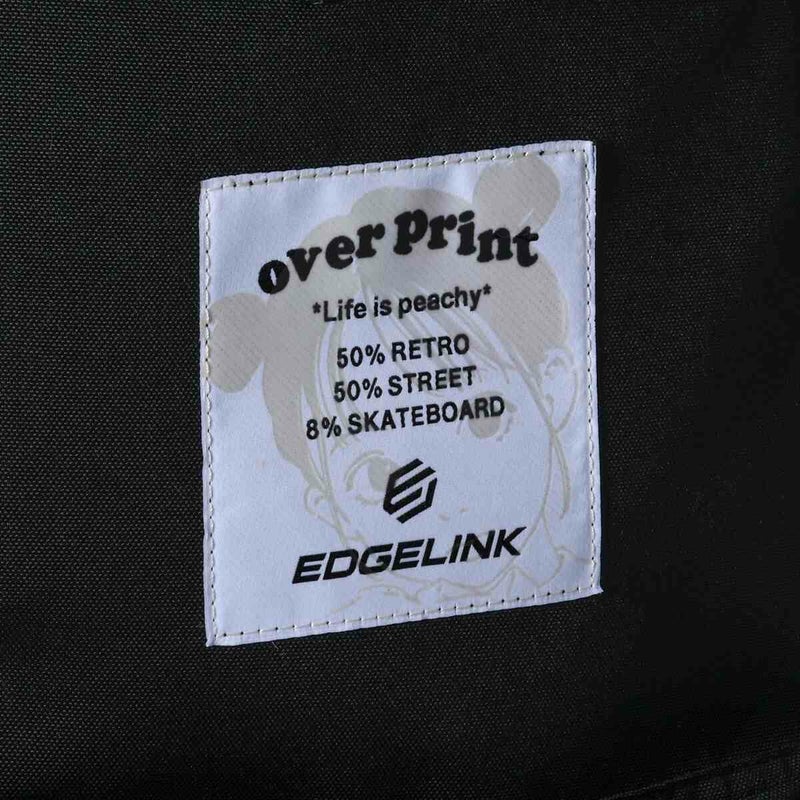 over print
*Life is peachy*
50% RETRO
50% STREET
8% SKATEBOARD
EDGELINK